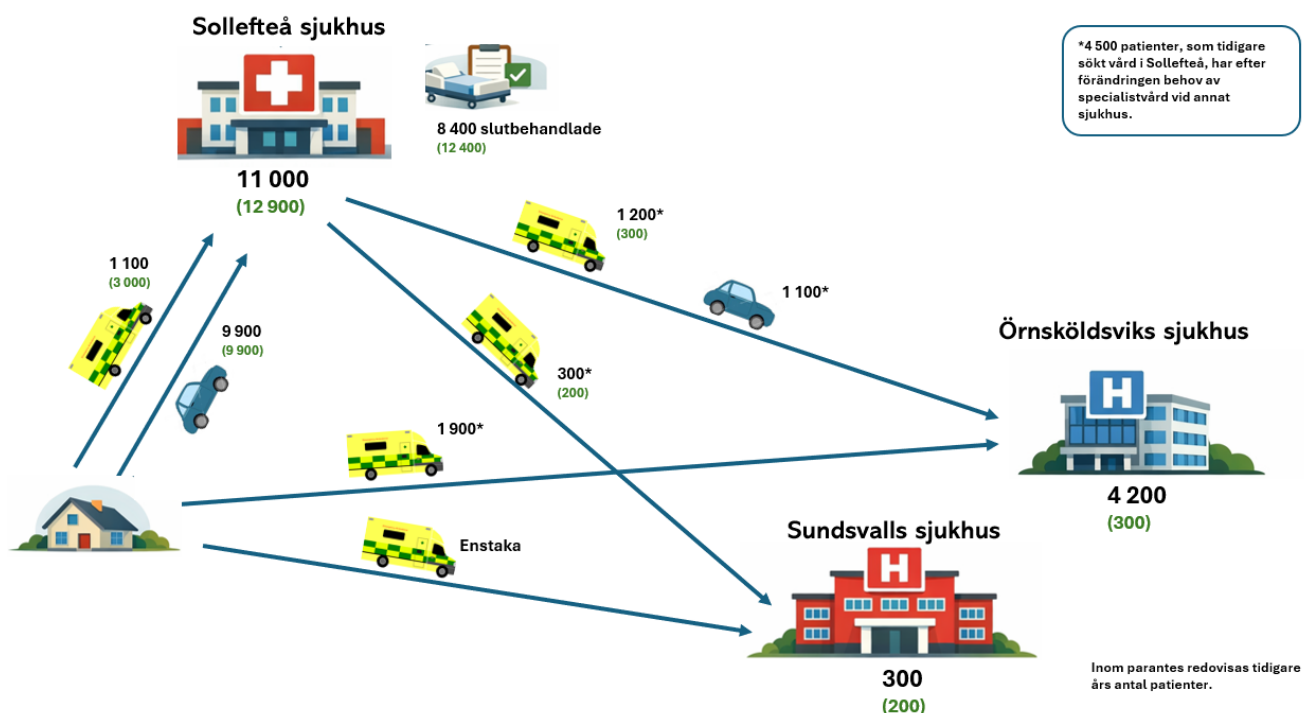 Sollefteå sjukhus
8 400 slutbehandlade
(12 400)
11 000
(12 900)
*4 500 patienter, som tidigare
sökt vård i Sollefteå, har efter
förändringen behov av
specialistvård vid annat
sjukhus.
1 200*
(300)
1 100*
1 100
(3 000)
9 900
(9 900)
300*
(200)
1 900*
Enstaka
Örnsköldsviks sjukhus
H
4 200
(300)
Sundsvalls sjukhus
H
300
(200)
Inom parantes redovisas tidigare
års antal patienter.